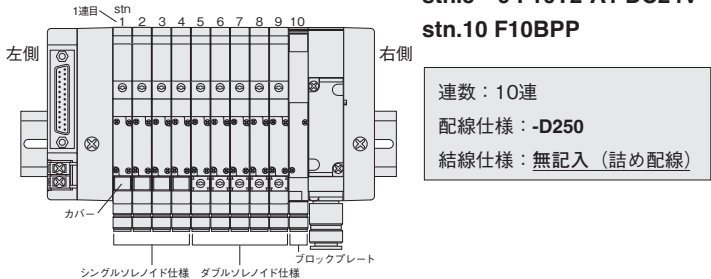 stn.10 F10BPP
1連目
stn
1 2 3 4 5 6 7 8 9 10
左側
右側
連数：10連
配線仕様：-D250
結線仕様：無記入（詰め配線）
カバー
ブロックプレート
シングルソレノイド仕様 ダブルソレノイド仕様